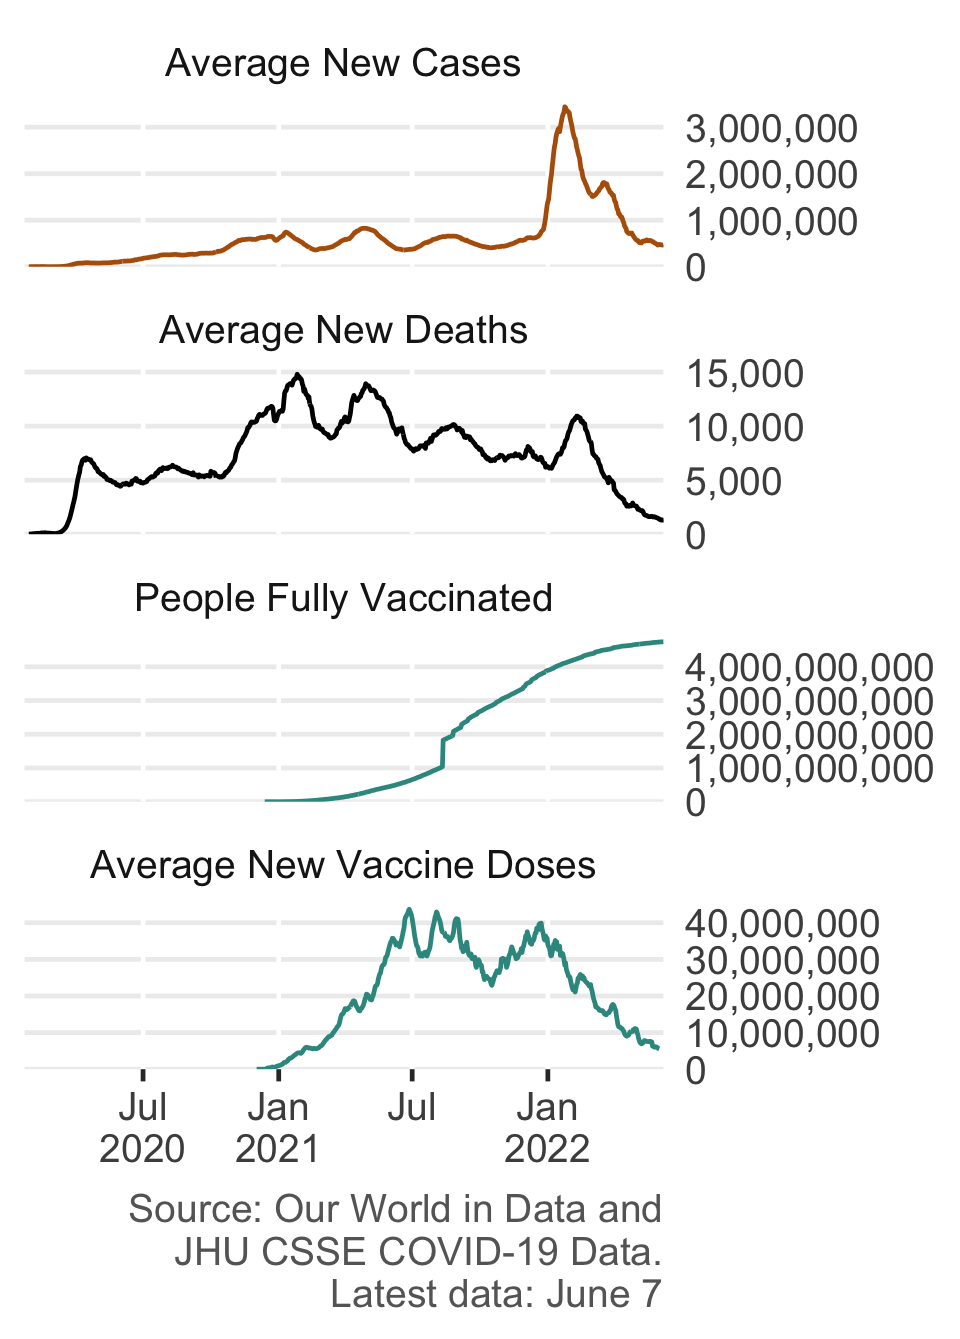 Average New Cases
3,000,000
2,000,000
1,000,000
0
Average New Deaths
15,000
10,000
5,000
0
People Fully Vaccinated
4,000,000,000
3,000,000,000
2,000,000,000
1,000,000,000
0
Average New Vaccine Doses
40,000,000
30,000,000
20,000,000
10,000,000
0
Jul Jan Jul Jan
2020 2021 2022
Source: Our World in Data and
JHU CSSE COVID-19 Data.
Latest data: June 7